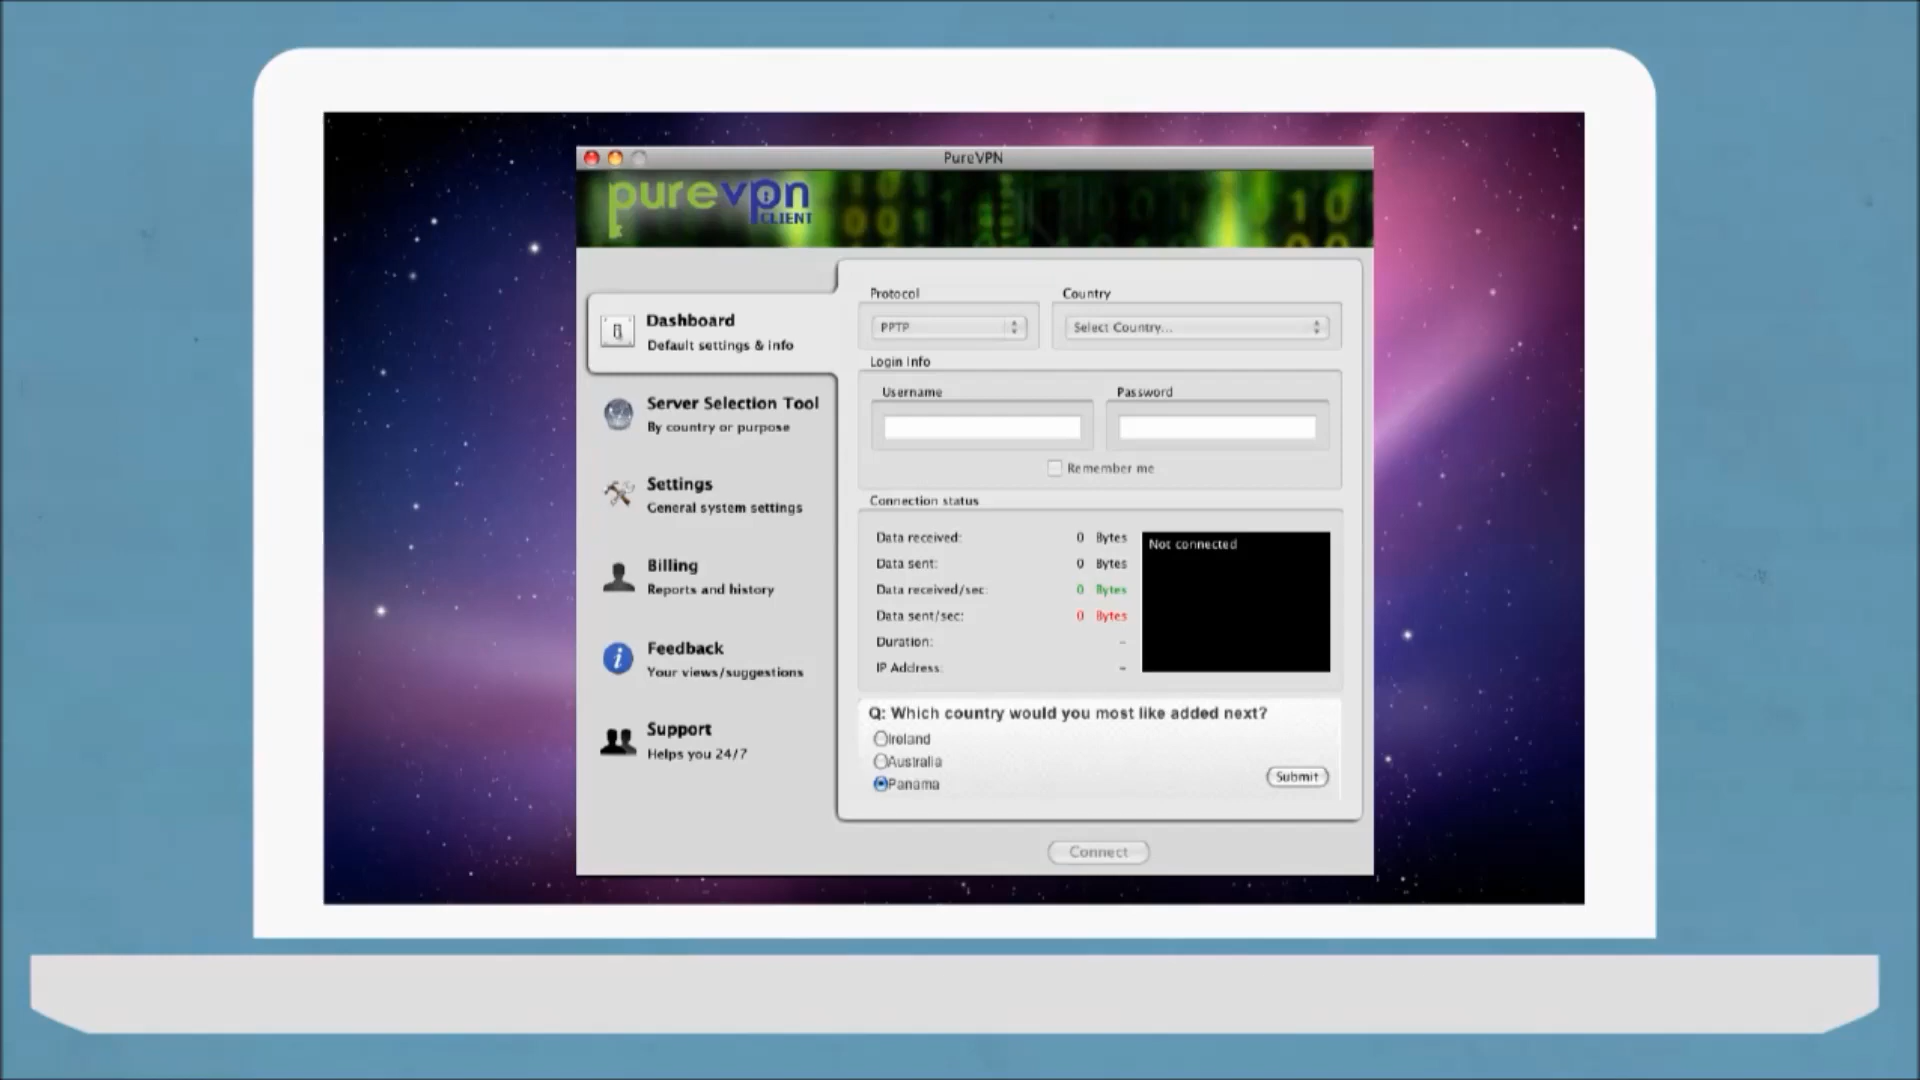 PureVPN
purevpn
CLIENT
Dashboard
Default settings & info
Server Selection Tool
By country or purpose
Settings
General system settings
Billing
Reports and history
Feedback
Your views/suggestions
Support
Helps you 24/7
Protocol
Country
PPTP
Select Country...
Login Info
Username
Password
Remember me
Connection status
Data received: 0 Bytes
Data sent: 0 Bytes
Data received/sec: 0 Bytes
Data sent/sec: 0 Bytes
Duration: -
IP Address: -
Not connected
Q: Which country would you most like added next?
Ireland
Australia
Panama
Submit
Connect